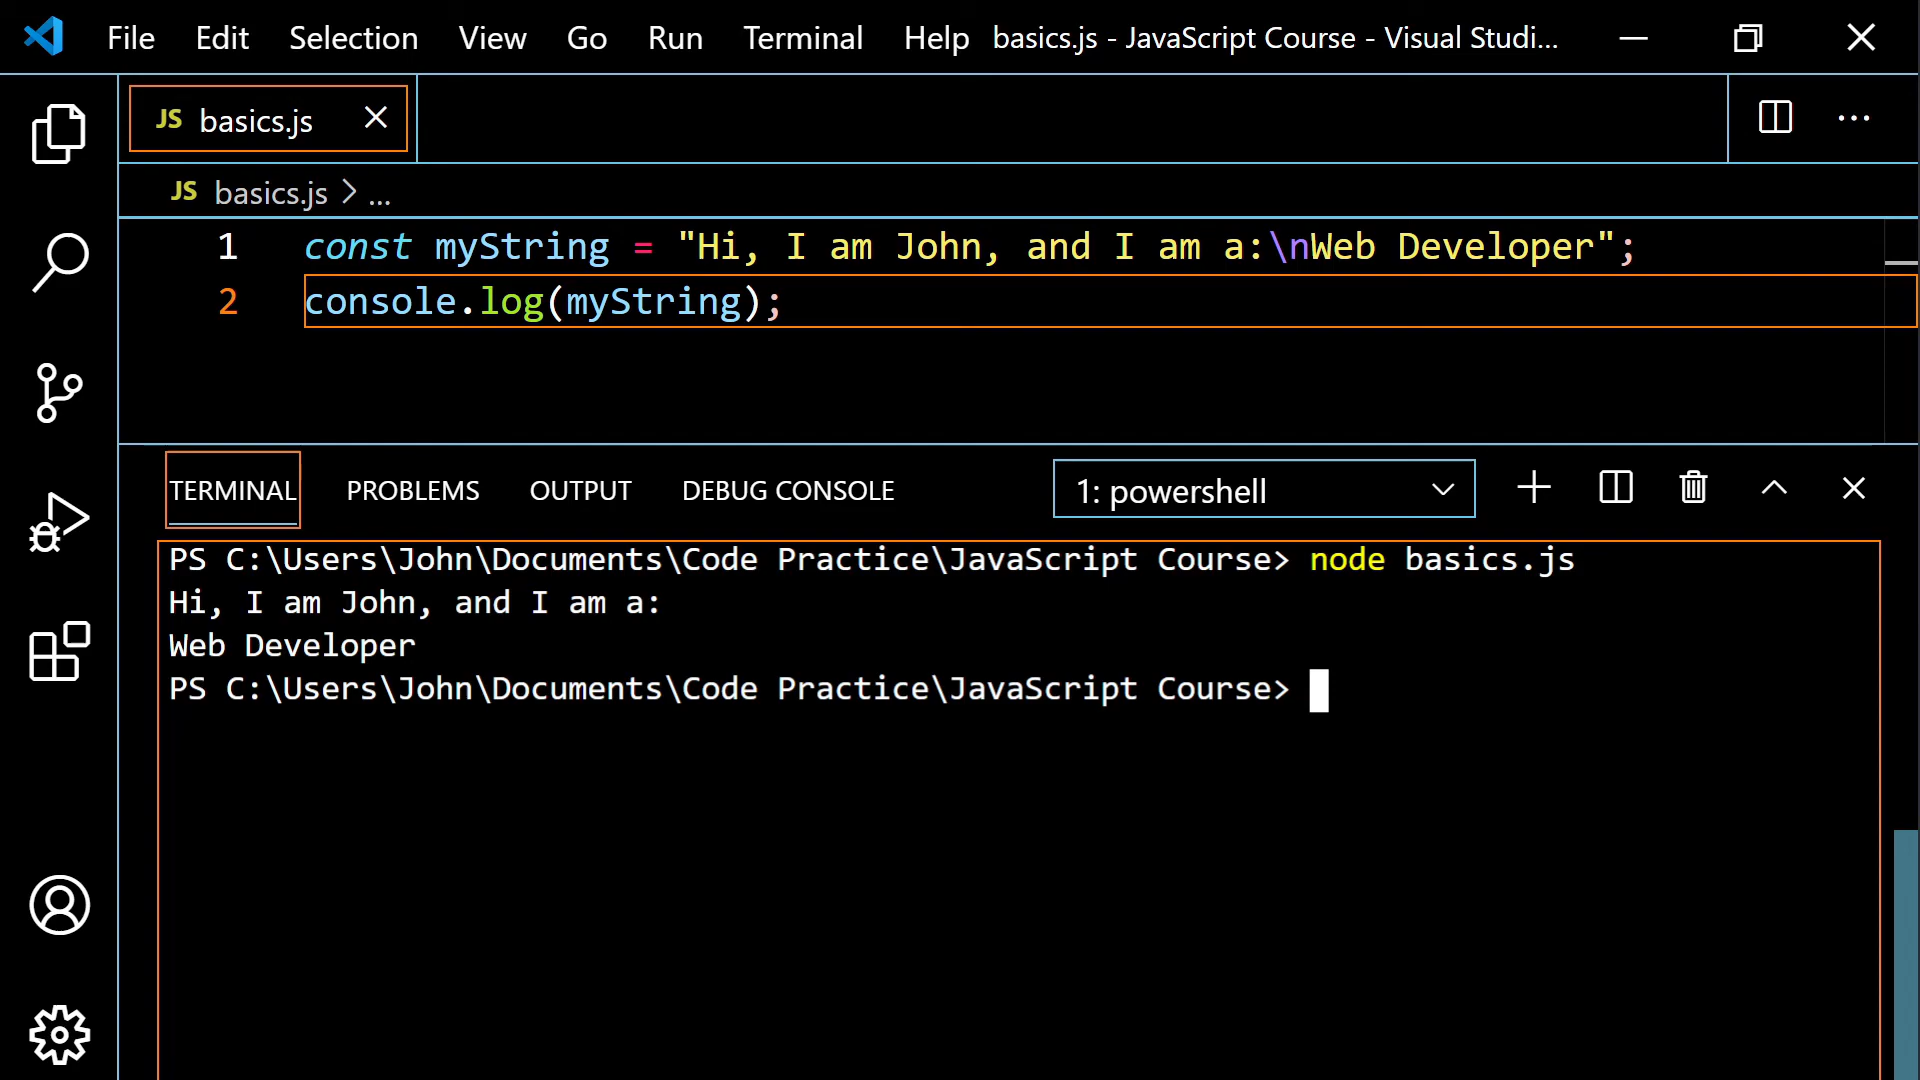 File Edit Selection View Go Run Terminal Help basics.js - JavaScript Course - Visual Studi...
JS basics.js
JS basics.js > ...
1 const myString = "Hi, I am John, and I am a:\nWeb Developer";
2 console.log(myString);
TERMINAL PROBLEMS OUTPUT DEBUG CONSOLE 1: powershell
PS C:\Users\John\Documents\Code Practice\JavaScript Course> node basics.js
Hi, I am John, and I am a:
Web Developer
PS C:\Users\John\Documents\Code Practice\JavaScript Course>